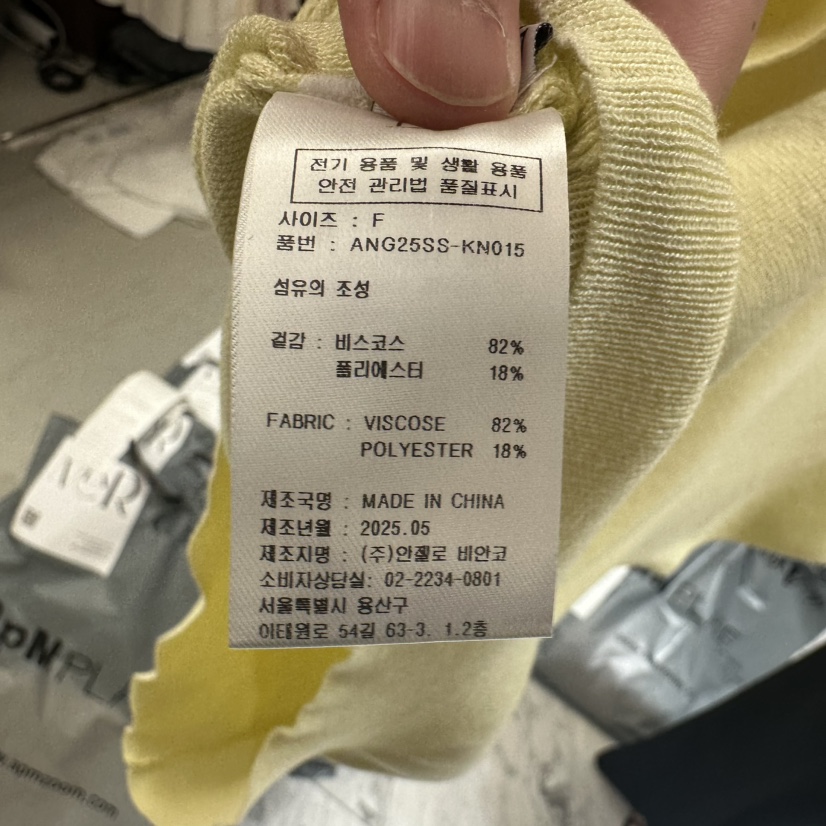 전기 용품 및 생활 용품
안전 관리법 품질표시
사이즈 : F
품번 : ANG25SS-KN015
섬유의 조성
겉감 : 비스코스 82%
폴리에스터 18%
FABRIC : VISCOSE 82%
POLYESTER 18%
제조국명 : MADE IN CHINA
제조년월 : 2025.05
제조자명 : (주)안젤로 비안코
소비자상담실: 02-2234-0801
서울특별시 용산구
이태원로 54길 63-3. 1.2층